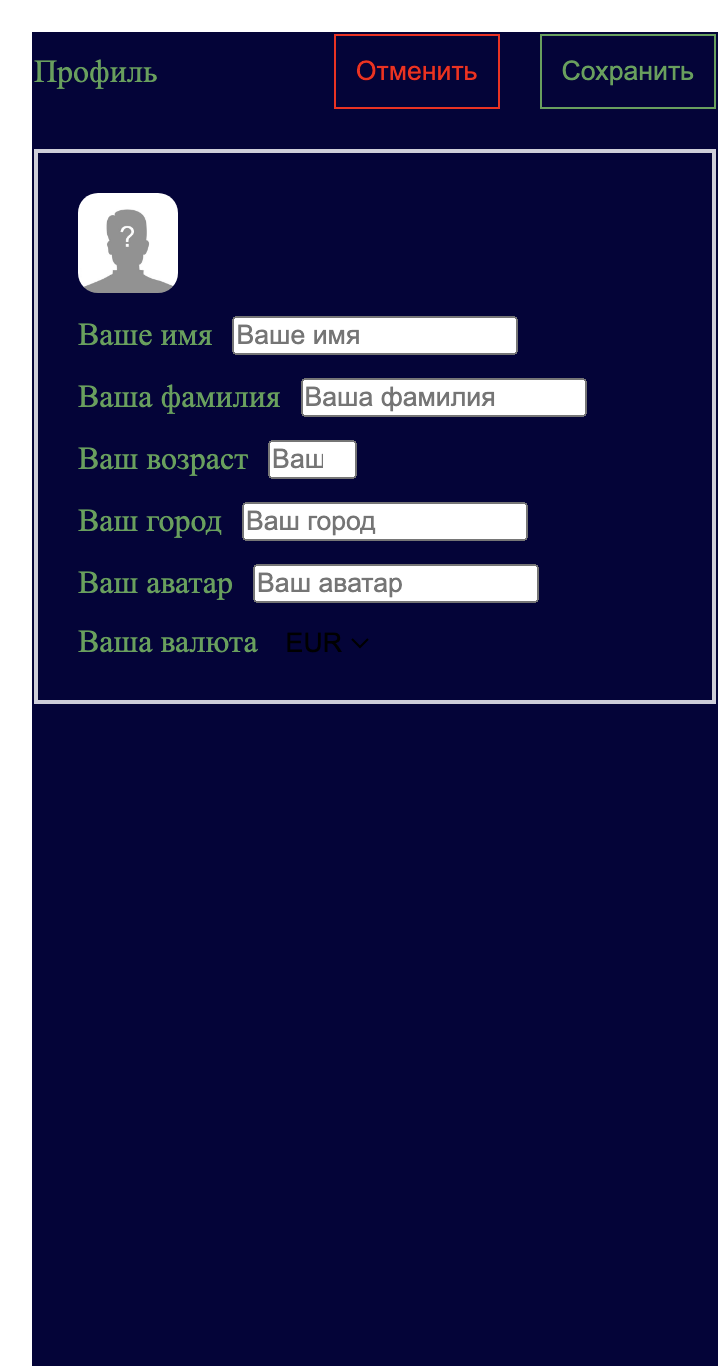 Профиль Отменить Сохранить
?
Ваше имя Ваше имя
Ваша фамилия Ваша фамилия
Ваш возраст Ваш
Ваш город Ваш город
Ваш аватар Ваш аватар
Ваша валюта EUR